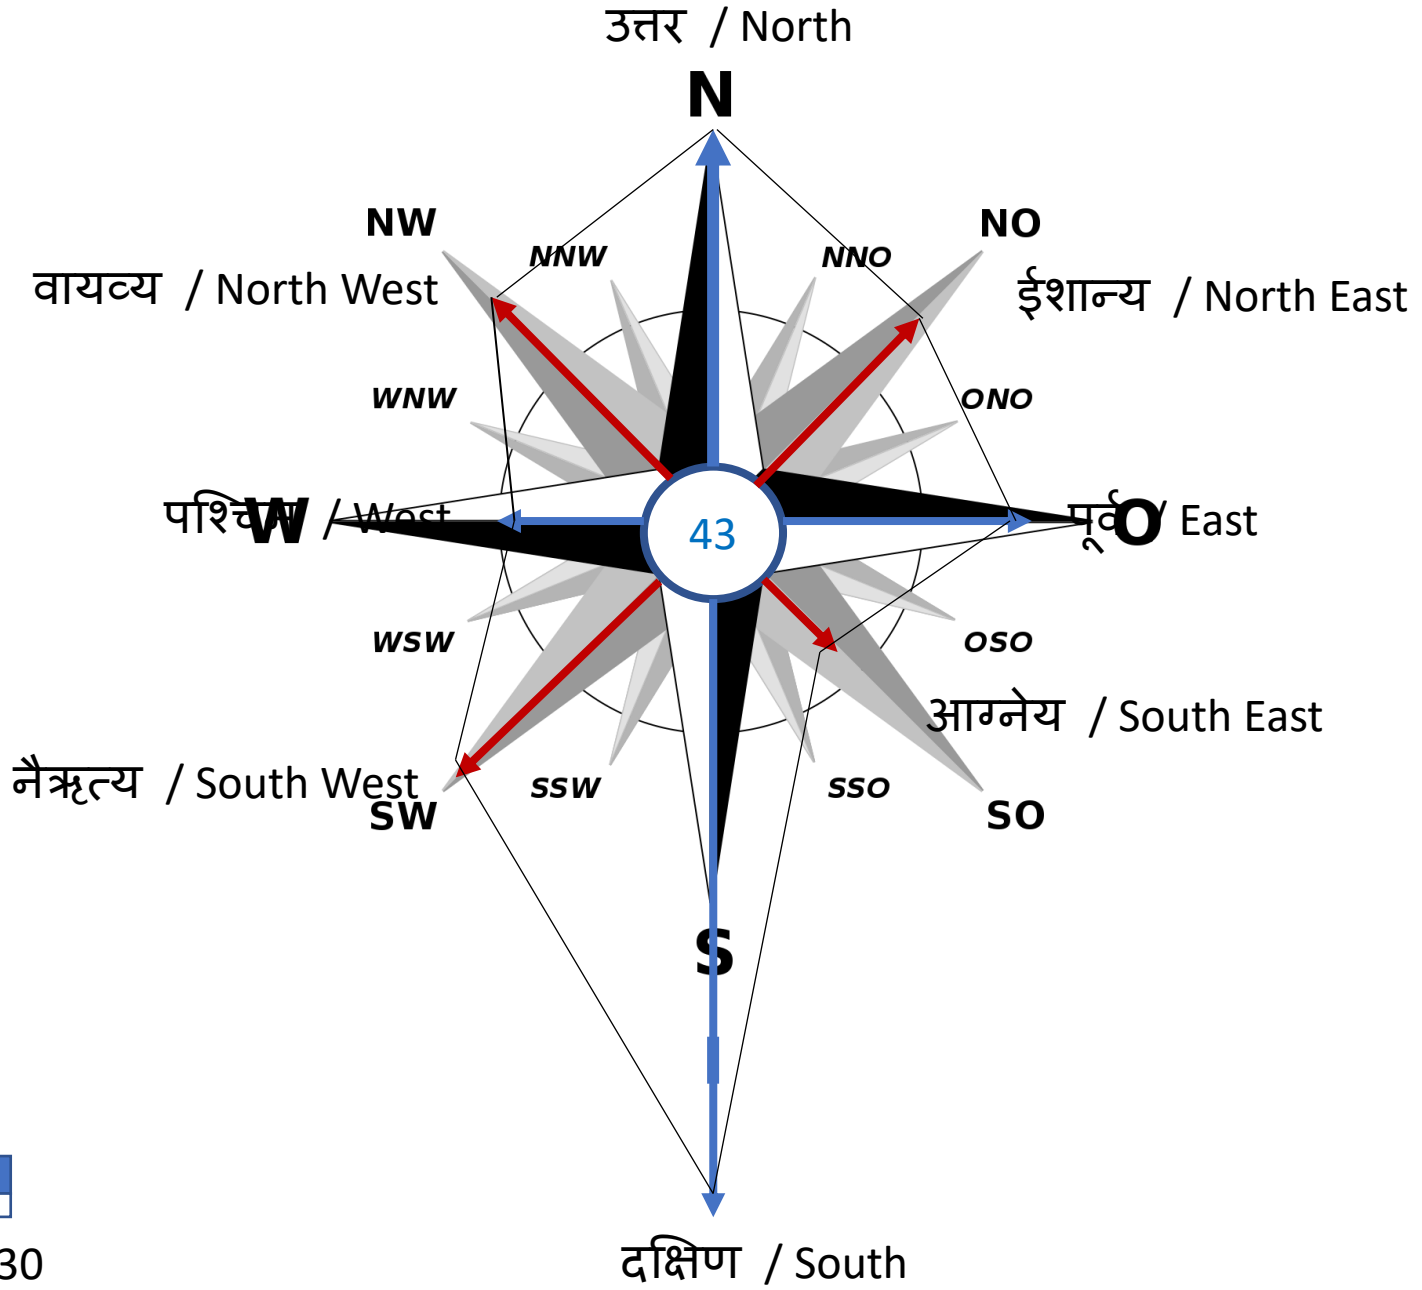 उत्तर / North
N
NW
NO
NNW
NNO
वायव्य / North West
ईशान्य / North East
WNW
ONO
पश्चिम / West
W
43
पूर्व / East
O
WSW
OSO
आग्नेय / South East
नैऋत्य / South West
SSW
SSO
SW
SO
S
30
दक्षिण / South